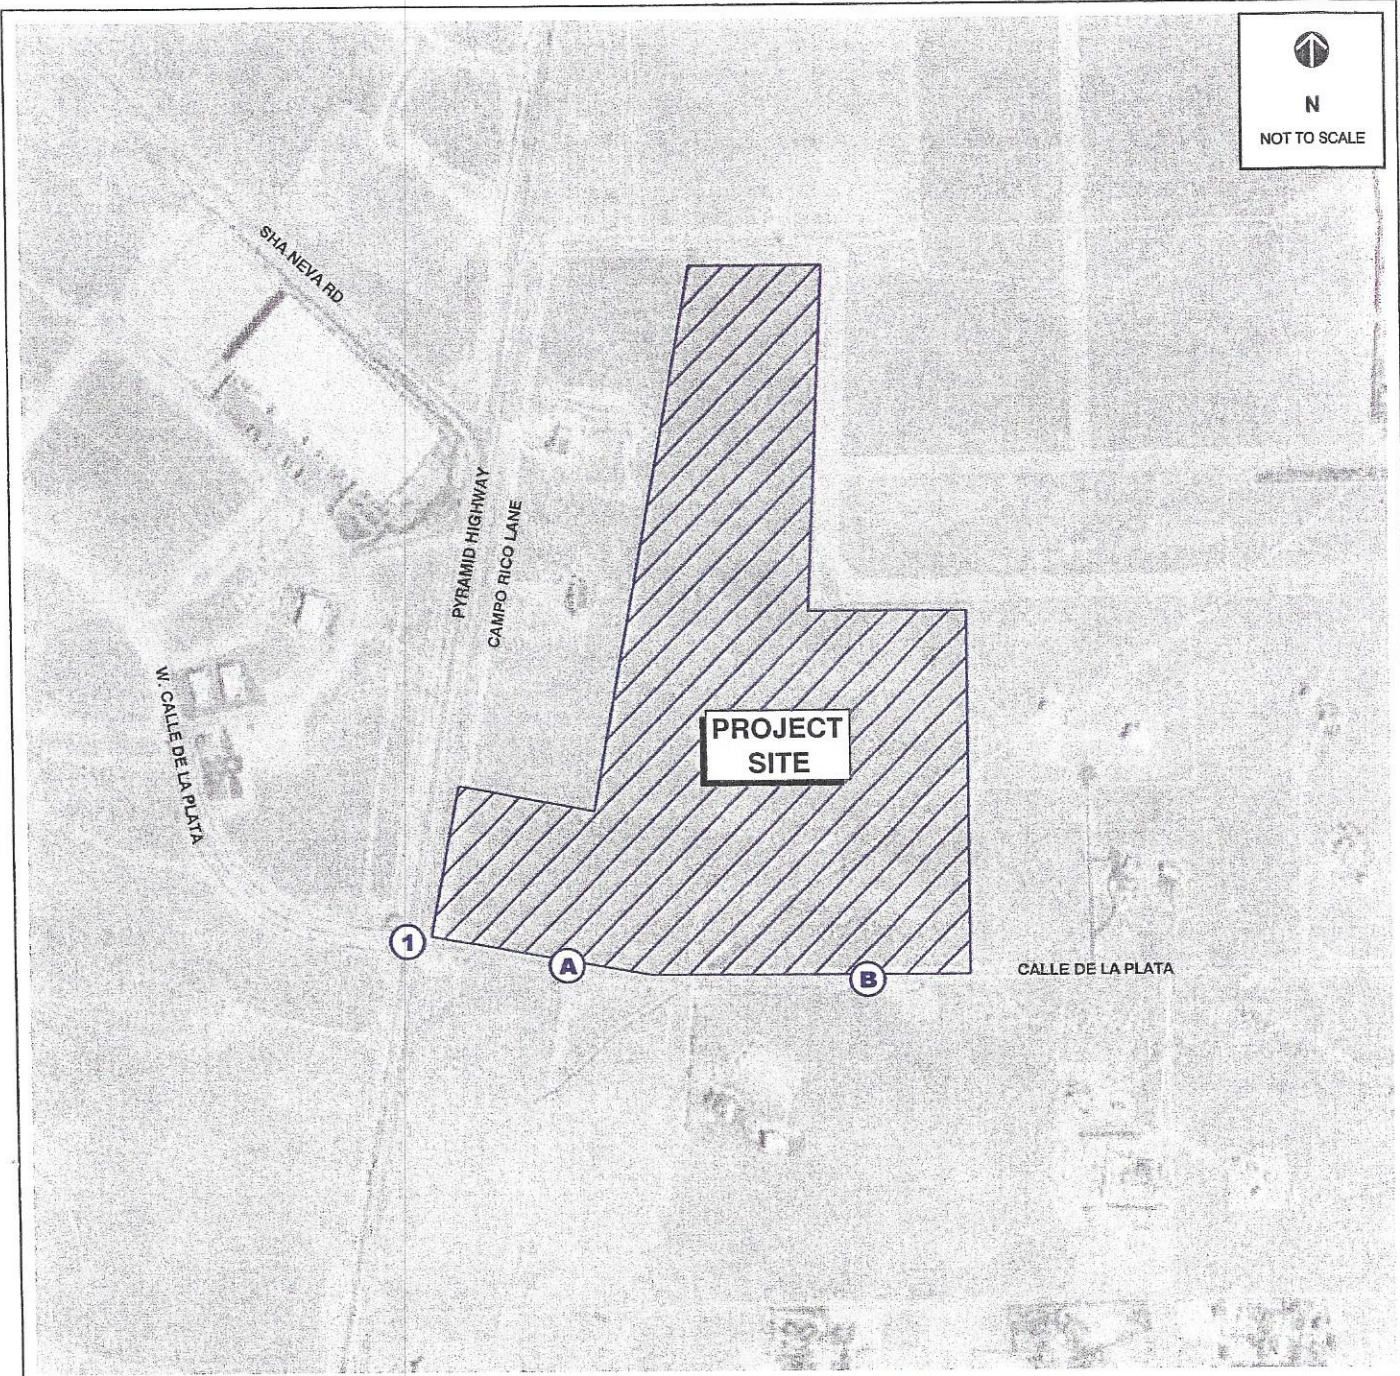 N
NOT TO SCALE
SHA NEVA RD
PYRAMID HIGHWAY
CAMPO RICO LANE
W. CALLE DE LA PLATA
PROJECT
SITE
1
A
B
CALLE DE LA PLATA